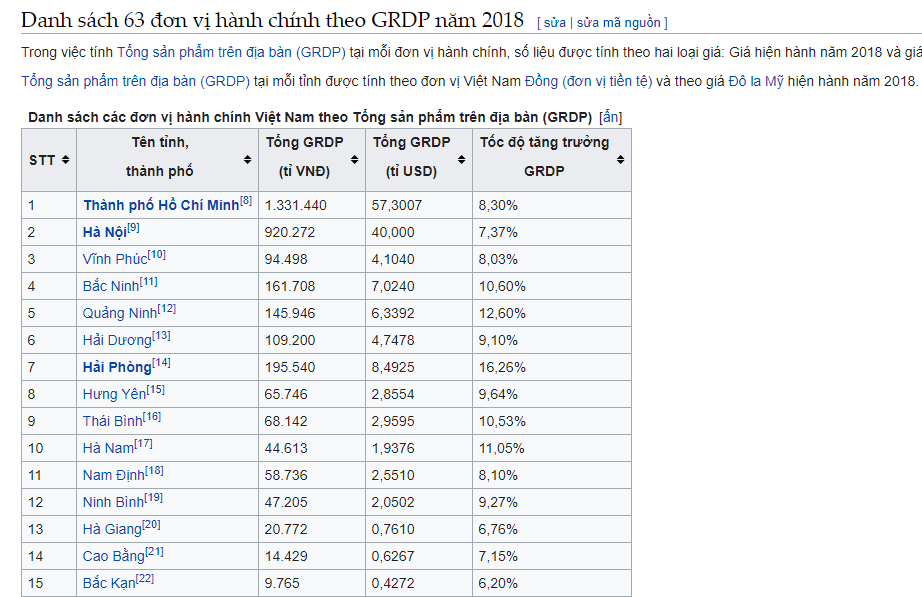 Danh sách 63 đơn vị hành chính theo GRDP năm 2018 [ sửa | sửa mã nguồn ]
Trong việc tính Tổng sản phẩm trên địa bàn (GRDP) tại mỗi đơn vị hành chính, số liệu được tính theo hai loại giá: Giá hiện hành năm 2018 và giá
Tổng sản phẩm trên địa bàn (GRDP) tại mỗi tỉnh được tính theo đơn vị Việt Nam Đồng (đơn vị tiền tệ) và theo giá Đô la Mỹ hiện hành năm 2018.
Danh sách các đơn vị hành chính Việt Nam theo Tổng sản phẩm trên địa bàn (GRDP) [ẩn]
STT Tên tỉnh, thành phố Tổng GRDP (tỉ VNĐ) Tổng GRDP (tỉ USD) Tốc độ tăng trưởng GRDP
1 Thành phố Hồ Chí Minh[8] 1.331.440 57,3007 8,30%
2 Hà Nội[9] 920.272 40,000 7,37%
3 Vĩnh Phúc[10] 94.498 4,1040 8,03%
4 Bắc Ninh[11] 161.708 7,0240 10,60%
5 Quảng Ninh[12] 145.946 6,3392 12,60%
6 Hải Dương[13] 109.200 4,7478 9,10%
7 Hải Phòng[14] 195.540 8,4925 16,26%
8 Hưng Yên[15] 65.746 2,8554 9,64%
9 Thái Bình[16] 68.142 2,9595 10,53%
10 Hà Nam[17] 44.613 1,9376 11,05%
11 Nam Định[18] 58.736 2,5510 8,10%
12 Ninh Bình[19] 47.205 2,0502 9,27%
13 Hà Giang[20] 20.772 0,7610 6,76%
14 Cao Bằng[21] 14.429 0,6267 7,15%
15 Bắc Kạn[22] 9.765 0,4272 6,20%